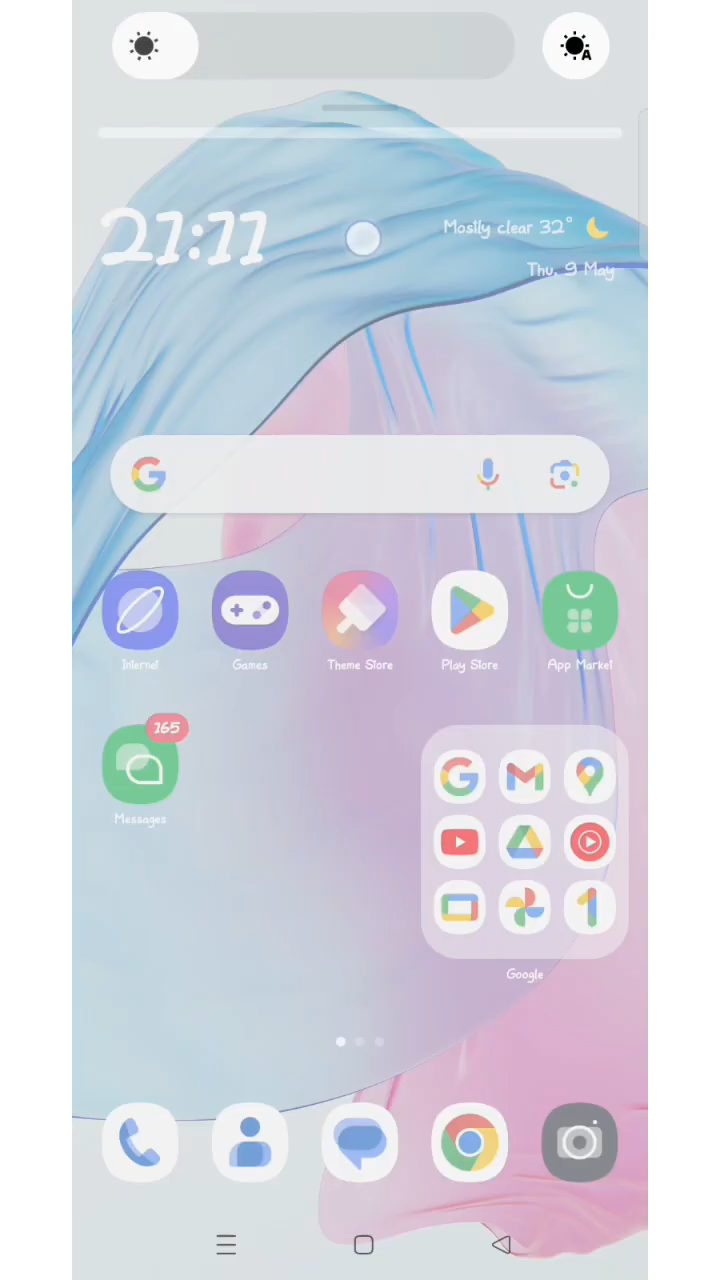 A
21:11
Mostly clear 32°
Thu, 9 May
Internet
Games
Theme Store
Play Store
App Market
165
Messages
Google